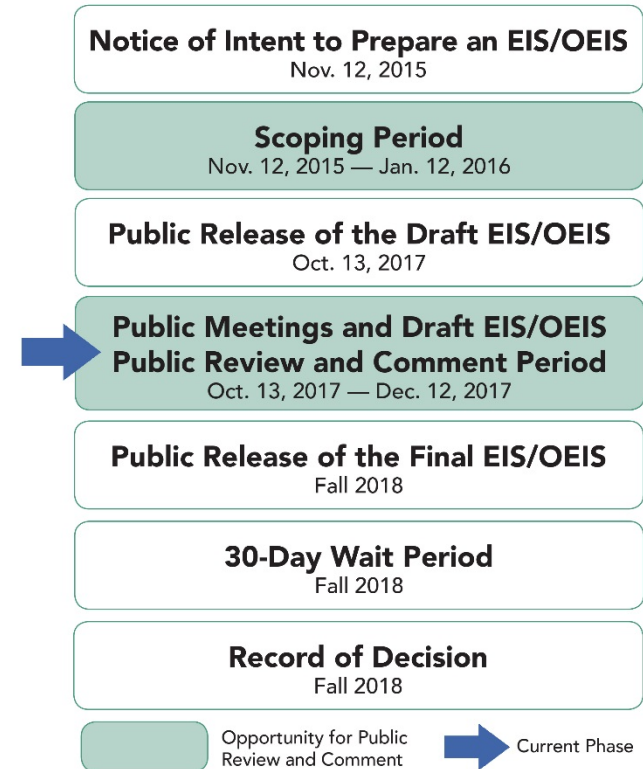 Notice of Intent to Prepare an EIS/OEIS
Nov. 12, 2015
Scoping Period
Nov. 12, 2015 — Jan. 12, 2016
Public Release of the Draft EIS/OEIS
Oct. 13, 2017
Public Meetings and Draft EIS/OEIS
Public Review and Comment Period
Oct. 13, 2017 — Dec. 12, 2017
Public Release of the Final EIS/OEIS
Fall 2018
30-Day Wait Period
Fall 2018
Record of Decision
Fall 2018
Opportunity for Public
Review and Comment
Current Phase